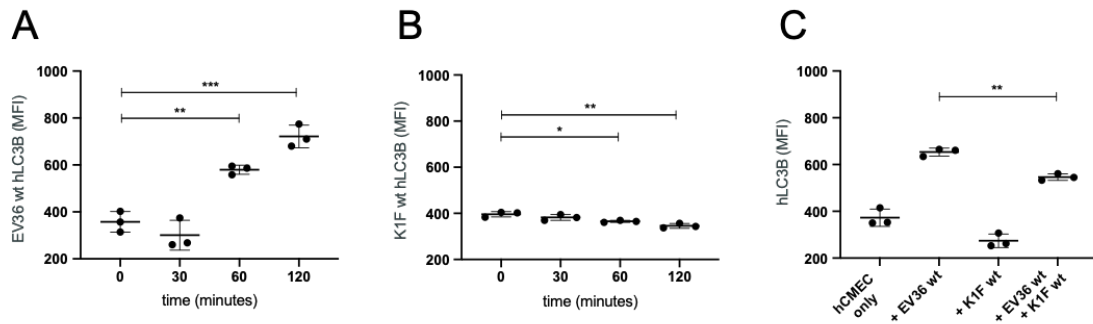 A
EV36 wt hLC3B (MFI)
1000
800
600
400
200
***
**
0 30 60 120
time (minutes)
B
K1F wt hLC3B (MFI)
1000
800
600
400
200
**
*
0 30 60 120
time (minutes)
C
hLC3B (MFI)
1000
800
600
400
200
**
hCMEC
only
+ EV36 wt
+ K1F wt
+ EV36 wt
+ K1F wt